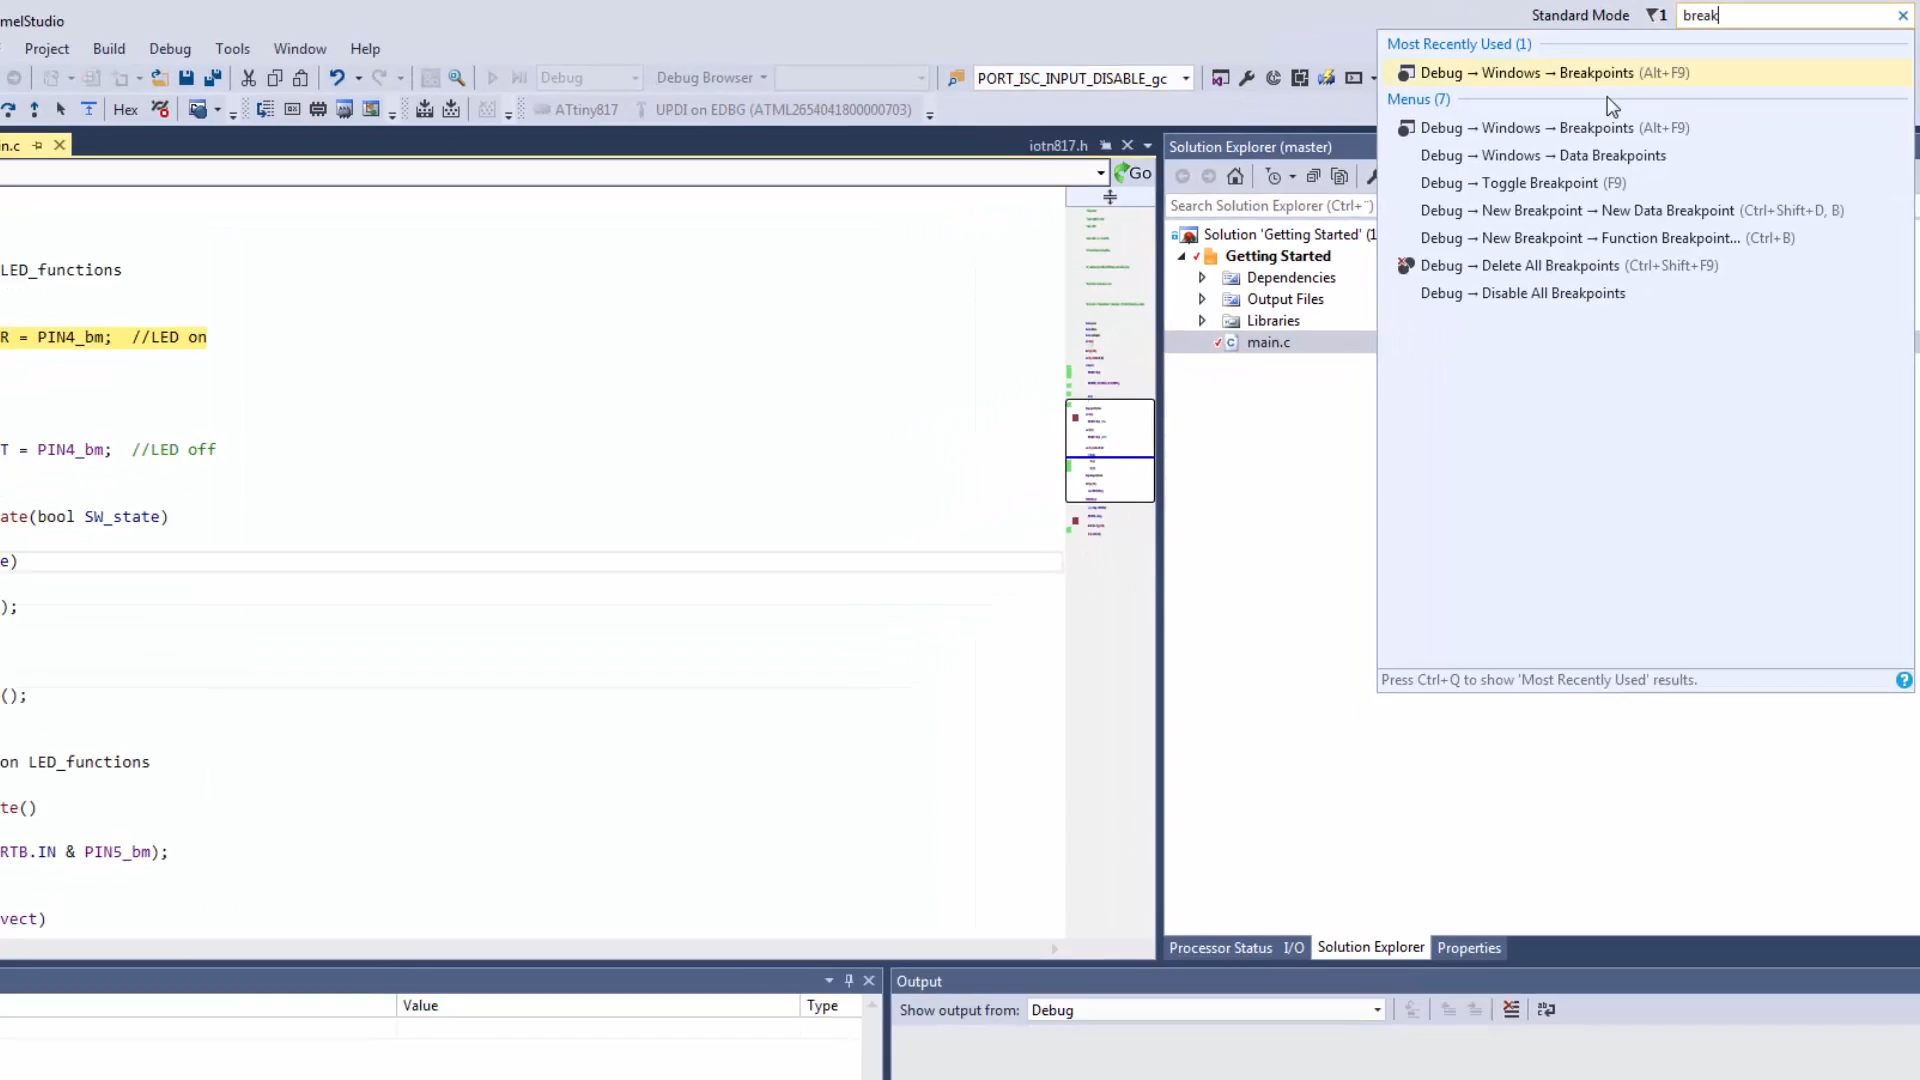 melStudio
Standard Mode
1
break
Project Build Debug Tools Window Help
Debug
Debug Browser
PORT_ISC_INPUT_DISABLE_gc
Hex
ATtiny817
UPDI on EDBG (ATML2654041800000703)
Most Recently Used (1)
Debug → Windows → Breakpoints (Alt+F9)
Menus (7)
Debug → Windows → Breakpoints (Alt+F9)
Debug → Windows → Data Breakpoints
Debug → Toggle Breakpoint (F9)
Debug → New Breakpoint → New Data Breakpoint (Ctrl+Shift+D, B)
Debug → New Breakpoint → Function Breakpoint... (Ctrl+B)
Debug → Delete All Breakpoints (Ctrl+Shift+F9)
Debug → Disable All Breakpoints
Press Ctrl+Q to show 'Most Recently Used' results.
in.c
iotn817.h
Go
LED_functions
R = PIN4_bm; //LED on
T = PIN4_bm; //LED off
ate(bool SW_state)
e)
);
();
on LED_functions
te()
RTB.IN & PIN5_bm);
vect)
Solution Explorer (master)
Search Solution Explorer (Ctrl+¨)
Solution 'Getting Started' (1
Getting Started
Dependencies
Output Files
Libraries
main.c
Processor Status I/O Solution Explorer Properties
Value Type
Output
Show output from: Debug